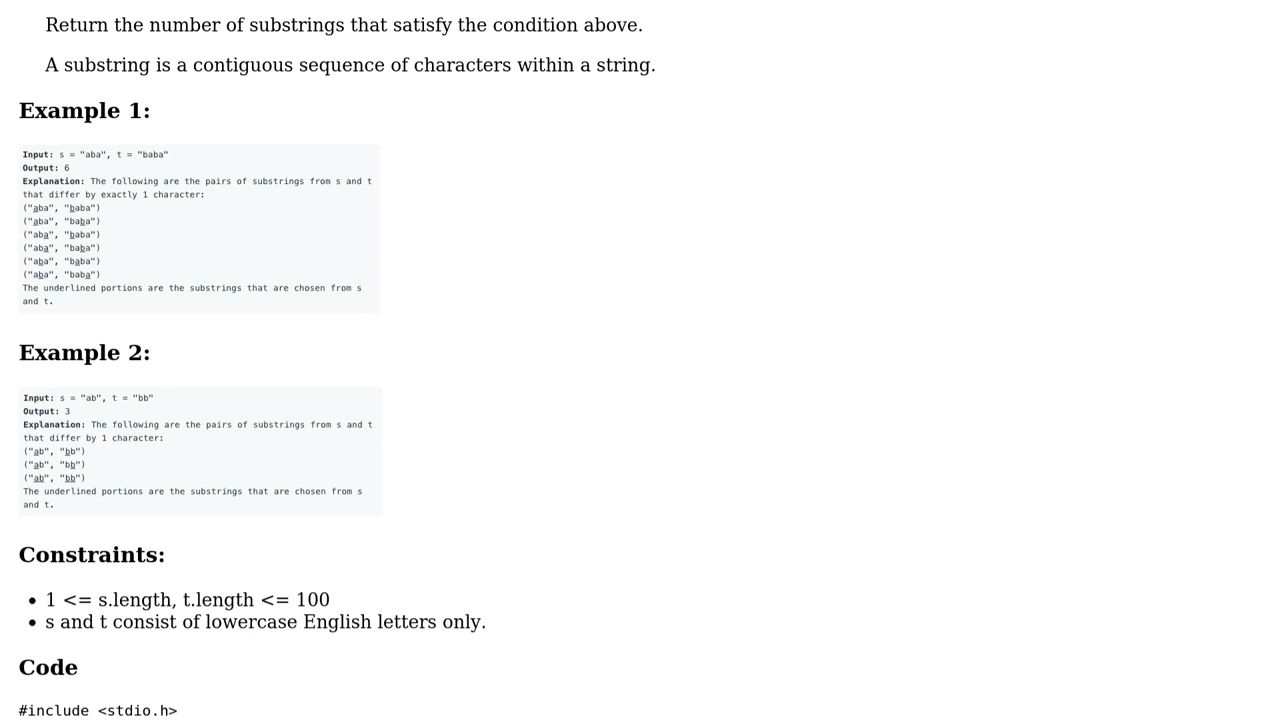 Return the number of substrings that satisfy the condition above.
A substring is a contiguous sequence of characters within a string.
Example 1:
Input: s = "aba", t = "baba"
Output: 6
Explanation: The following are the pairs of substrings from s and t
that differ by exactly 1 character:
("aba", "baba")
("aba", "baba")
("aba", "baba")
("aba", "baba")
("aba", "baba")
("aba", "baba")
The underlined portions are the substrings that are chosen from s
and t.
Example 2:
Input: s = "ab", t = "bb"
Output: 3
Explanation: The following are the pairs of substrings from s and t
that differ by 1 character:
("ab", "bb")
("ab", "bb")
("ab", "bb")
The underlined portions are the substrings that are chosen from s
and t.
Constraints:
• 1 <= s.length, t.length <= 100
• s and t consist of lowercase English letters only.
Code
#include <stdio.h>